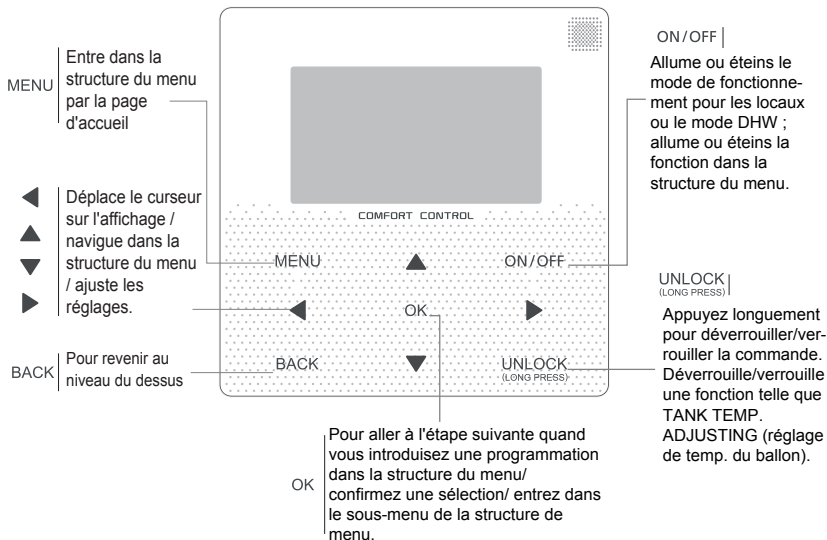 MENU
Entre dans la
structure du menu
par la page
d'accueil
◀
▲
▼
▶
Déplace le curseur
sur l'affichage /
navigue dans la
structure du menu
/ ajuste les
réglages.
BACK
Pour revenir au
niveau du dessus
COMFORT CONTROL
MENU
▲
ON/OFF
◀
OK
▶
BACK
▼
UNLOCK
(LONG PRESS)
ON/OFF
Allume ou éteins le
mode de fonctionne-
ment pour les locaux
ou le mode DHW ;
allume ou éteins la
fonction dans la
structure du menu.
UNLOCK
(LONG PRESS)
Appuyez longuement
pour déverrouiller/ver-
rouiller la commande.
Déverrouille/verrouille
une fonction telle que
TANK TEMP.
ADJUSTING (réglage
de temp. du ballon).
OK
Pour aller à l'étape suivante quand
vous introduisez une programmation
dans la structure du menu/
confirmez une sélection/ entrez dans
le sous-menu de la structure de
menu.